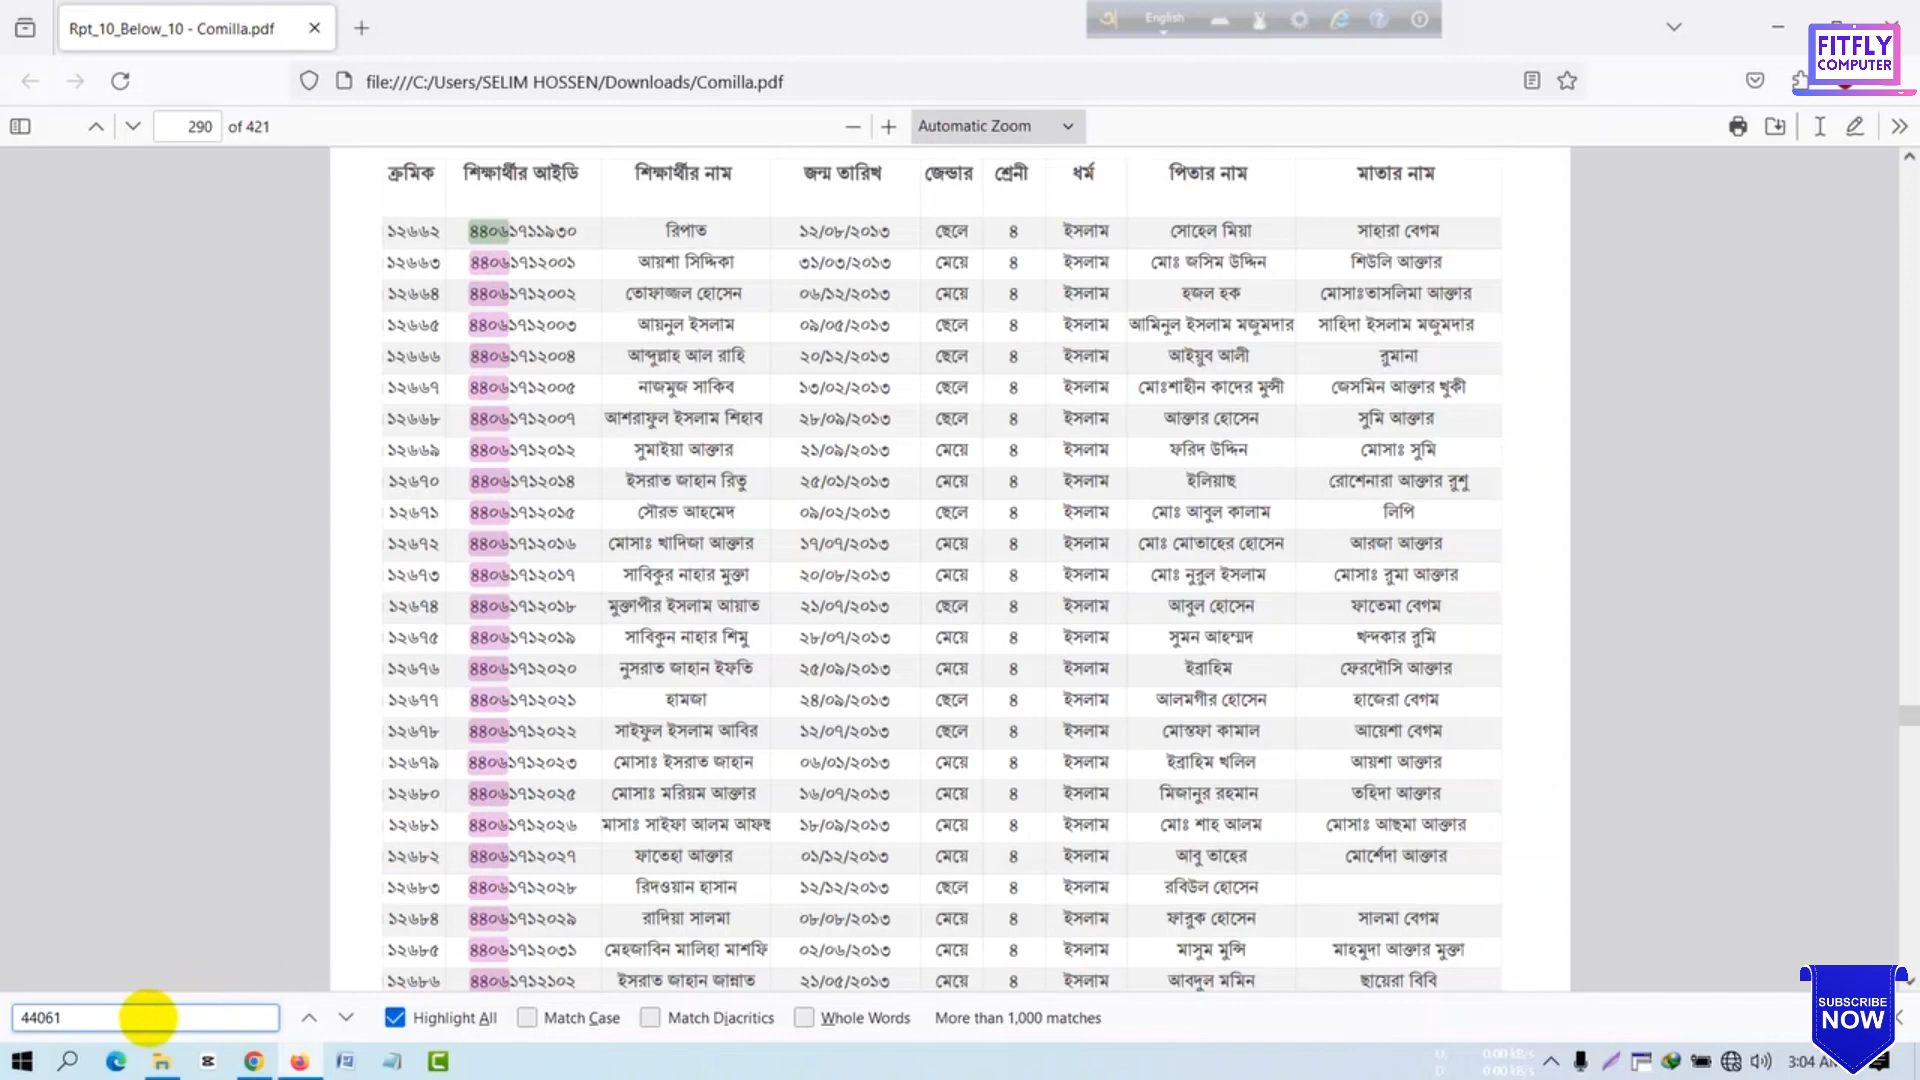 Rpt_10_Below_10 - Comilla.pdf
English
FITFLY
COMPUTER
file:///C:/Users/SELIM HOSSEN/Downloads/Comilla.pdf
290 of 421
Automatic Zoom
ক্রমিক শিক্ষার্থীর আইডি শিক্ষার্থীর নাম জন্ম তারিখ জেন্ডার শ্রেনী ধর্ম পিতার নাম মাতার নাম
১২৬৬২ ৪৪০৬১৭১১৯৩০ রিপাত ১২/০৮/২০১৩ ছেলে ৪ ইসলাম সোহেল মিয়া সাহারা বেগম
১২৬৬৩ ৪৪০৬১৭১২০০১ আয়শা সিদ্দিকা ৩১/০৩/২০১৩ মেয়ে ৪ ইসলাম মোঃ জসিম উদ্দিন শিউলি আক্তার
১২৬৬৪ ৪৪০৬১৭১২০০২ তোফাজ্জল হোসেন ০৬/১২/২০১৩ মেয়ে ৪ ইসলাম হজল হক মোসাঃতাসলিমা আক্তার
১২৬৬৫ ৪৪০৬১৭১২০০৩ আয়নুল ইসলাম ০৯/০৫/২০১৩ ছেলে ৪ ইসলাম আমিনুল ইসলাম মজুমদার সাহিদা ইসলাম মজুমদার
১২৬৬৬ ৪৪০৬১৭১২০০৪ আব্দুল্লাহ আল রাহি ২০/১২/২০১৩ ছেলে ৪ ইসলাম আইয়ুব আলী রুমানা
১২৬৬৭ ৪৪০৬১৭১২০০৫ নাজমুজ সাকিব ১৩/০২/২০১৩ ছেলে ৪ ইসলাম মোঃশাহীন কাদের মুন্সী জেসমিন আক্তার খুকী
১২৬৬৮ ৪৪০৬১৭১২০০৭ আশরাফুল ইসলাম শিহাব ২৮/০৯/২০১৩ ছেলে ৪ ইসলাম আক্তার হোসেন সুমি আক্তার
১২৬৬৯ ৪৪০৬১৭১২০১২ সুমাইয়া আক্তার ২১/০৯/২০১৩ মেয়ে ৪ ইসলাম ফরিদ উদ্দিন মোসাঃ সুমি
১২৬৭০ ৪৪০৬১৭১২০১৪ ইসরাত জাহান রিতু ২৫/০১/২০১৩ মেয়ে ৪ ইসলাম ইলিয়াছ রোশেনারা আক্তার রুশু
১২৬৭১ ৪৪০৬১৭১২০১৫ সৌরভ আহমেদ ০৯/০২/২০১৩ ছেলে ৪ ইসলাম মোঃ আবুল কালাম লিপি
১২৬৭২ ৪৪০৬১৭১২০১৬ মোসাঃ খাদিজা আক্তার ১৭/০৭/২০১৩ মেয়ে ৪ ইসলাম মোঃ মোতাহের হোসেন আরজা আক্তার
১২৬৭৩ ৪৪০৬১৭১২০১৭ সাবিকুর নাহার মুক্তা ২০/০৮/২০১৩ মেয়ে ৪ ইসলাম মোঃ নুরুল ইসলাম মোসাঃ রুমা আক্তার
১২৬৭৪ ৪৪০৬১৭১২০১৮ মুক্তাপীর ইসলাম আয়াত ২১/০৭/২০১৩ ছেলে ৪ ইসলাম আবুল হোসেন ফাতেমা বেগম
১২৬৭৫ ৪৪০৬১৭১২০১৯ সাবিকুন নাহার শিমু ২৮/০৭/২০১৩ মেয়ে ৪ ইসলাম সুমন আহম্মদ খন্দকার রুমি
১২৬৭৬ ৪৪০৬১৭১২০২০ নুসরাত জাহান ইফতি ২৫/০৯/২০১৩ মেয়ে ৪ ইসলাম ইব্রাহিম ফেরদৌসি আক্তার
১২৬৭৭ ৪৪০৬১৭১২০২১ হামজা ২৪/০৯/২০১৩ ছেলে ৪ ইসলাম আলমগীর হোসেন হাজেরা বেগম
১২৬৭৮ ৪৪০৬১৭১২০২২ সাইফুল ইসলাম আবির ১২/০৭/২০১৩ ছেলে ৪ ইসলাম মোস্তফা কামাল আয়েশা বেগম
১২৬৭৯ ৪৪০৬১৭১২০২৩ মোসাঃ ইসরাত জাহান ০৬/০১/২০১৩ মেয়ে ৪ ইসলাম ইব্রাহিম খলিল আয়শা আক্তার
১২৬৮০ ৪৪০৬১৭১২০২৫ মোসাঃ মরিয়ম আক্তার ১৬/০৭/২০১৩ মেয়ে ৪ ইসলাম মিজানুর রহমান তহিদা আক্তার
১২৬৮১ ৪৪০৬১৭১২০২৬ মাসাঃ সাইফা আলম আফছ ১৮/০৯/২০১৩ মেয়ে ৪ ইসলাম মোঃ শাহ আলম মোসাঃ আছমা আক্তার
১২৬৮২ ৪৪০৬১৭১২০২৭ ফাতেহা আক্তার ০১/১২/২০১৩ মেয়ে ৪ ইসলাম আবু তাহের মোর্শেদা আক্তার
১২৬৮৩ ৪৪০৬১৭১২০২৮ রিদওয়ান হাসান ১২/১২/২০১৩ ছেলে ৪ ইসলাম রবিউল হোসেন
১২৬৮৪ ৪৪০৬১৭১২০২৯ রাদিয়া সালমা ০৮/০৮/২০১৩ মেয়ে ৪ ইসলাম ফারুক হোসেন সালমা বেগম
১২৬৮৫ ৪৪০৬১৭১২০৩১ মেহজাবিন মালিহা মাশফি ০২/০৬/২০১৩ মেয়ে ৪ ইসলাম মাসুম মুন্সি মাহমুদা আক্তার মুক্তা
১২৬৮৬ ৪৪০৬১৭১২১০২ ইসরাত জাহান জান্নাত ২১/০৫/২০১৩ মেয়ে ৪ ইসলাম আবদুল মমিন ছায়েরা বিবি
44061 Highlight All Match Case Match Diacritics Whole Words More than 1,000 matches
SUBSCRIBE
NOW
U: 0.00 kB/s
D: 0.00 kB/s
3:04